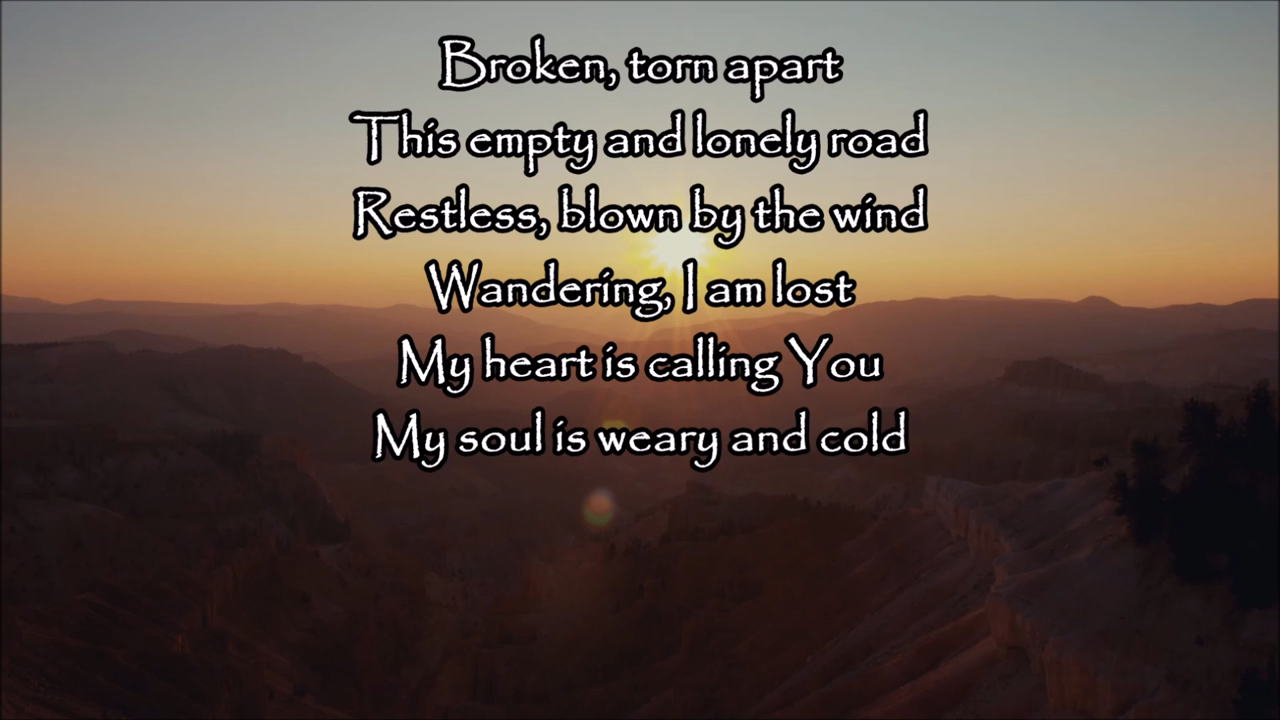 Broken, torn apart
This empty and lonely road
Restless, blown by the wind
Wandering, I am lost
My heart is calling You
My soul is weary and cold